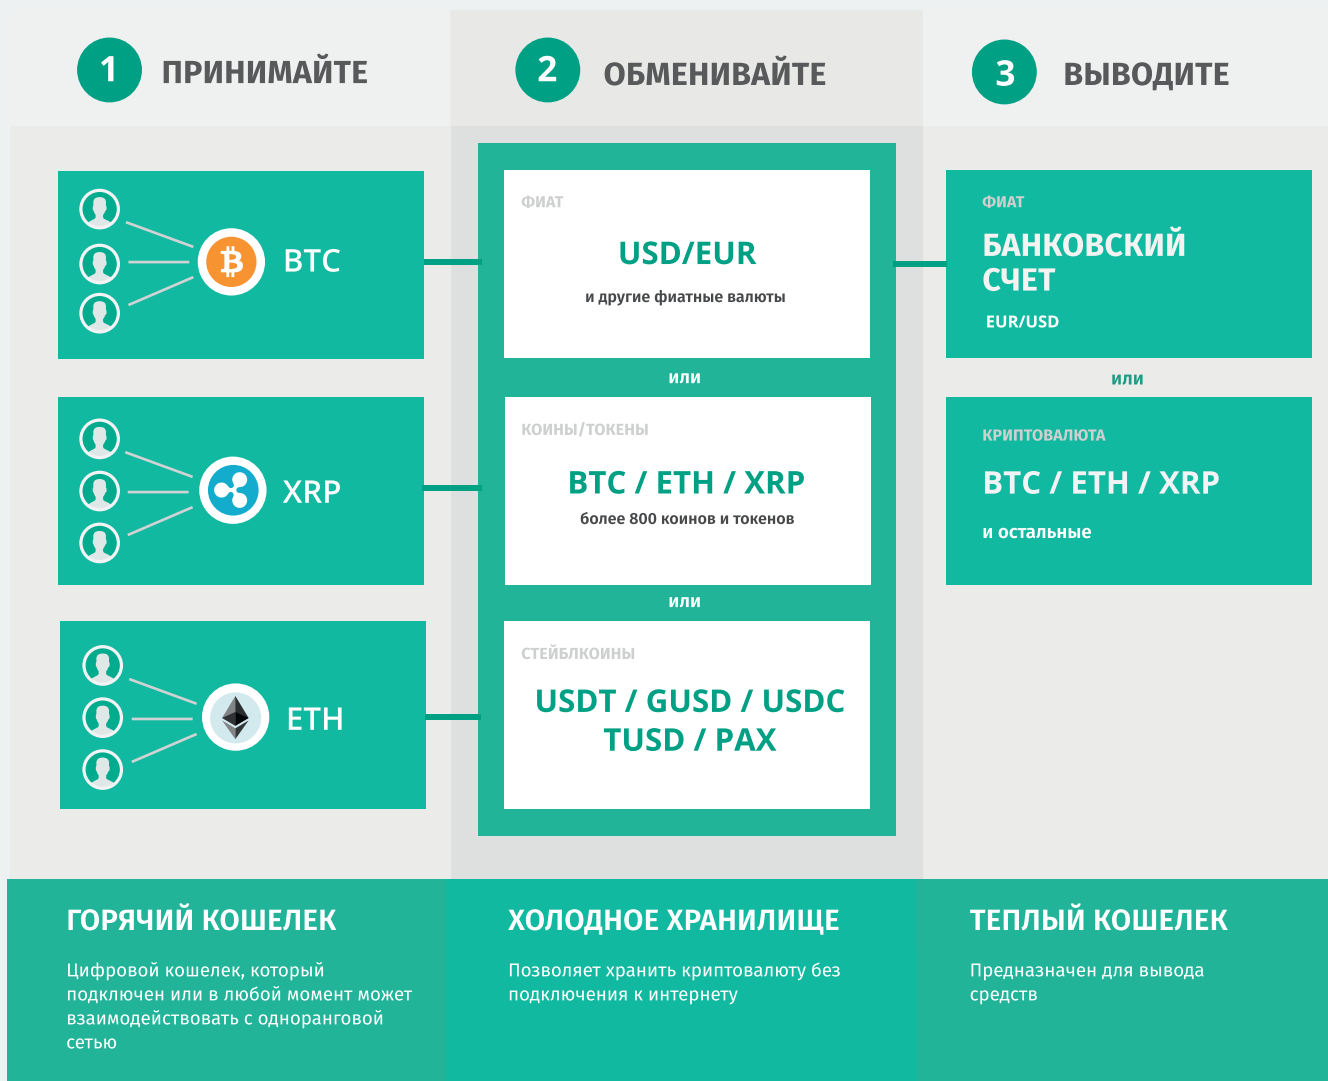 1 ПРИНИМАЙТЕ
2 ОБМЕНИВАЙТЕ
3 ВЫВОДИТЕ
BTC
XRP
ETH
ФИАТ
USD/EUR
и другие фиатные валюты
или
КОИНЫ/ТОКЕНЫ
BTC / ETH / XRP
более 800 коинов и токенов
или
СТЕЙБЛКОИНЫ
USDT / GUSD / USDC
TUSD / PAX
ФИАТ
БАНКОВСКИЙ
СЧЕТ
EUR/USD
или
КРИПТОВАЛЮТА
BTC / ETH / XRP
и остальные
ГОРЯЧИЙ КОШЕЛЕК
Цифровой кошелек, который
подключен или в любой момент может
взаимодействовать с одноранговой
сетью
ХОЛОДНОЕ ХРАНИЛИЩЕ
Позволяет хранить криптовалюту без
подключения к интернету
ТЕПЛЫЙ КОШЕЛЕК
Предназначен для вывода
средств